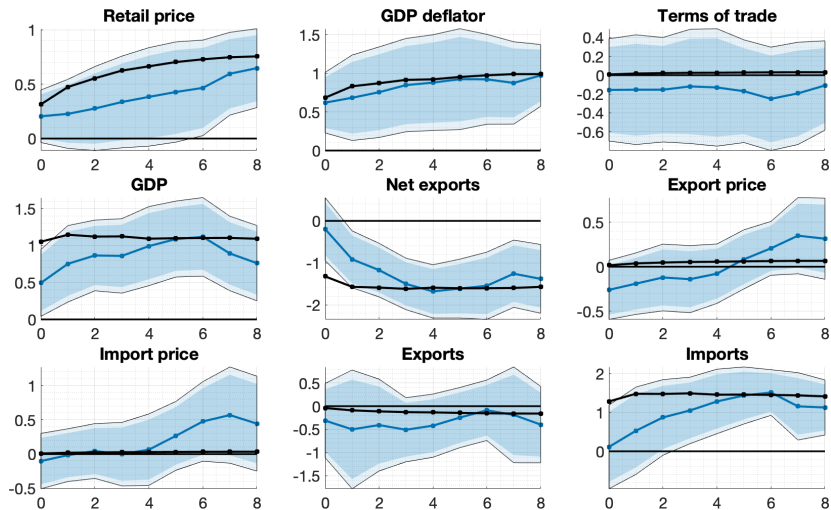 Retail price
GDP deflator
Terms of trade
1
0.5
0
0 2 4 6 8
1.5
1
0.5
0
0 2 4 6 8
0.4
0.2
0
-0.2
-0.4
-0.6
0 2 4 6 8
GDP
Net exports
Export price
1.5
1
0.5
0
0 2 4 6 8
0
-1
-2
0 2 4 6 8
0.5
0
-0.5
0 2 4 6 8
Import price
Exports
Imports
1
0.5
0
-0.5
0 2 4 6 8
0.5
0
-0.5
-1
-1.5
0 2 4 6 8
2
1
0
0 2 4 6 8